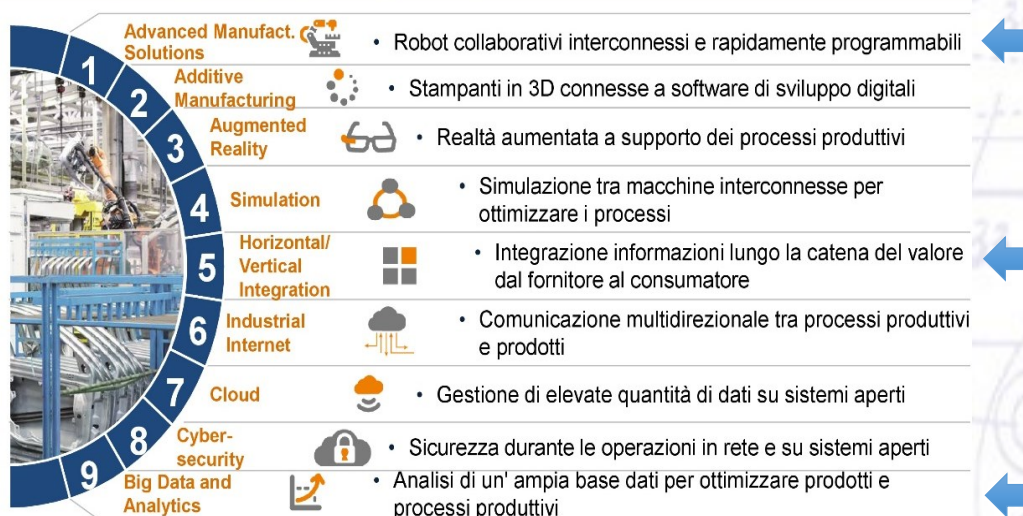 1
Advanced Manufact.
Solutions
• Robot collaborativi interconnessi e rapidamente programmabili
2
Additive
Manufacturing
• Stampanti in 3D connesse a software di sviluppo digitali
3
Augmented
Reality
• Realtà aumentata a supporto dei processi produttivi
4
Simulation
• Simulazione tra macchine interconnesse per
ottimizzare i processi
5
Horizontal/
Vertical
Integration
• Integrazione informazioni lungo la catena del valore
dal fornitore al consumatore
6
Industrial
Internet
• Comunicazione multidirezionale tra processi produttivi
e prodotti
7
Cloud
• Gestione di elevate quantità di dati su sistemi aperti
8
Cyber-
security
• Sicurezza durante le operazioni in rete e su sistemi aperti
9
Big Data and
Analytics
• Analisi di un' ampia base dati per ottimizzare prodotti e
processi produttivi